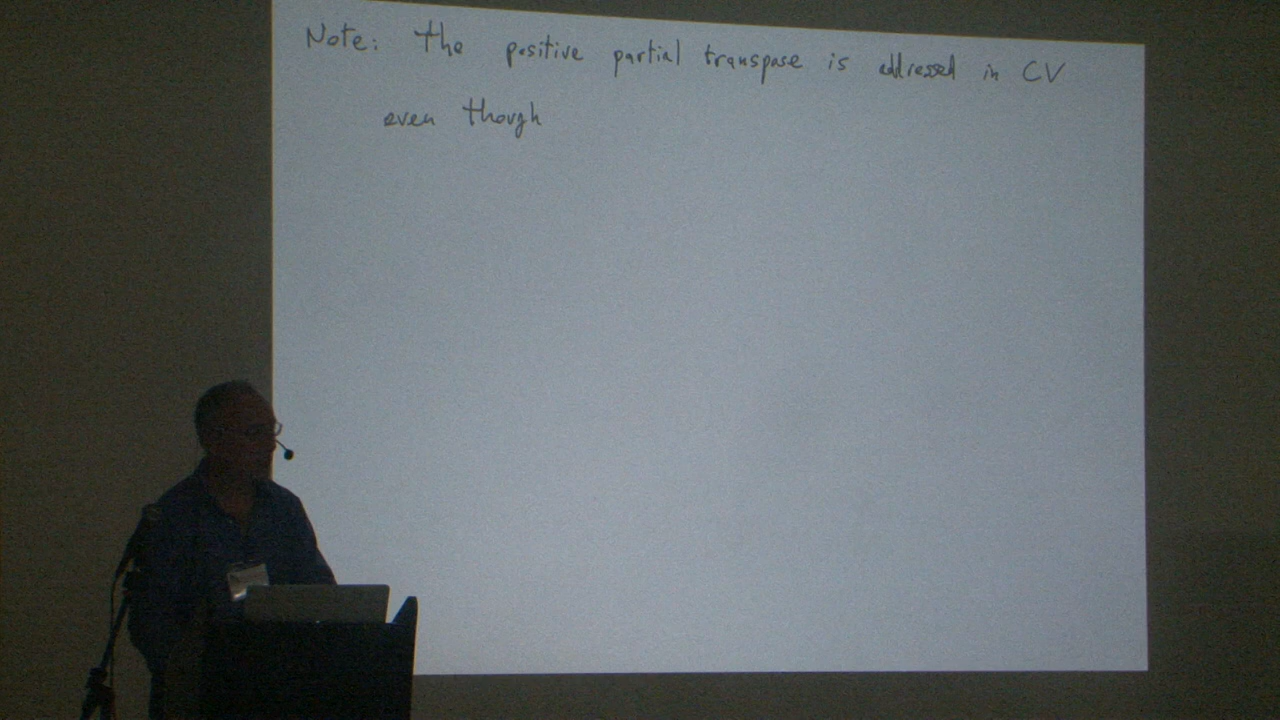 Note: the positive partial transpose is addressed in CV
even though